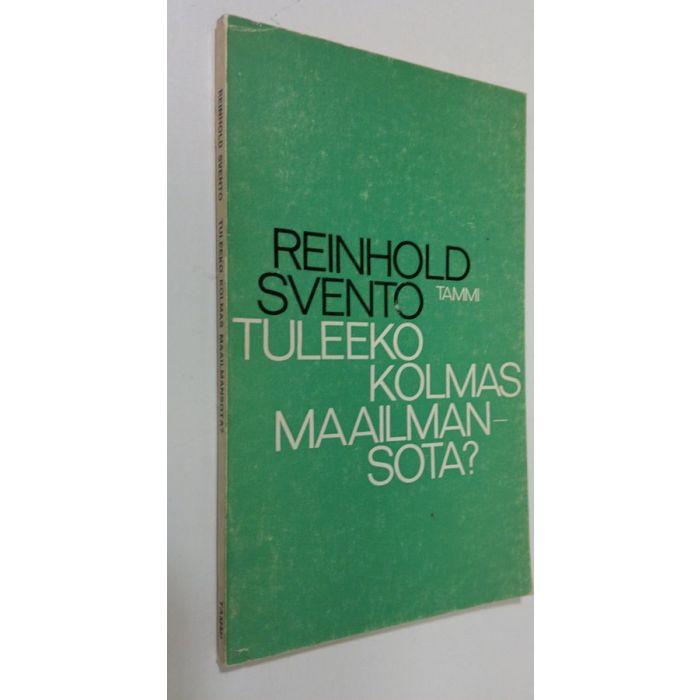 REINHOLD
SVENTO
TAMMI
TULEEKO
KOLMAS
MAAILMAN–
SOTA?
REINHOLD SVENTO TULEEKO KOLMAS MAAILMANSOTA?
TAMMI